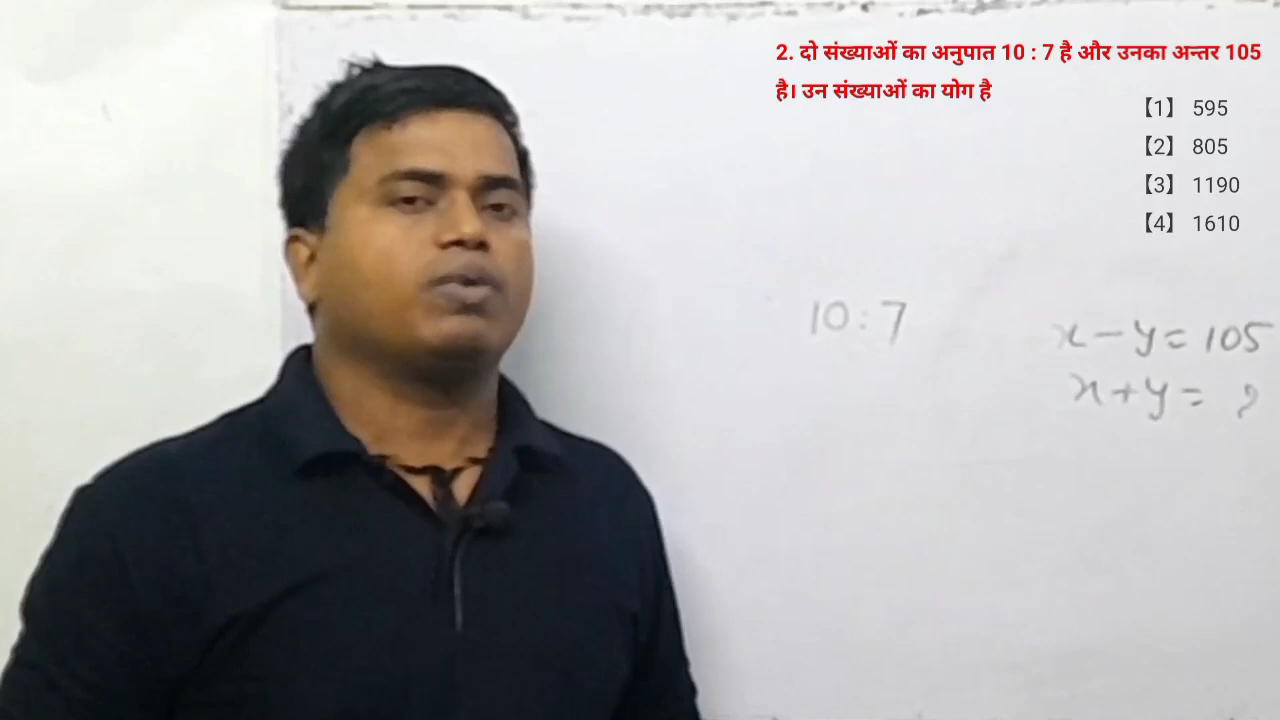 2. दो संख्याओं का अनुपात 10 : 7 है और उनका अन्तर 105
है। उन संख्याओं का योग है
【1】 595
【2】 805
【3】 1190
【4】 1610
10:7
x-y=105
x+y= ?